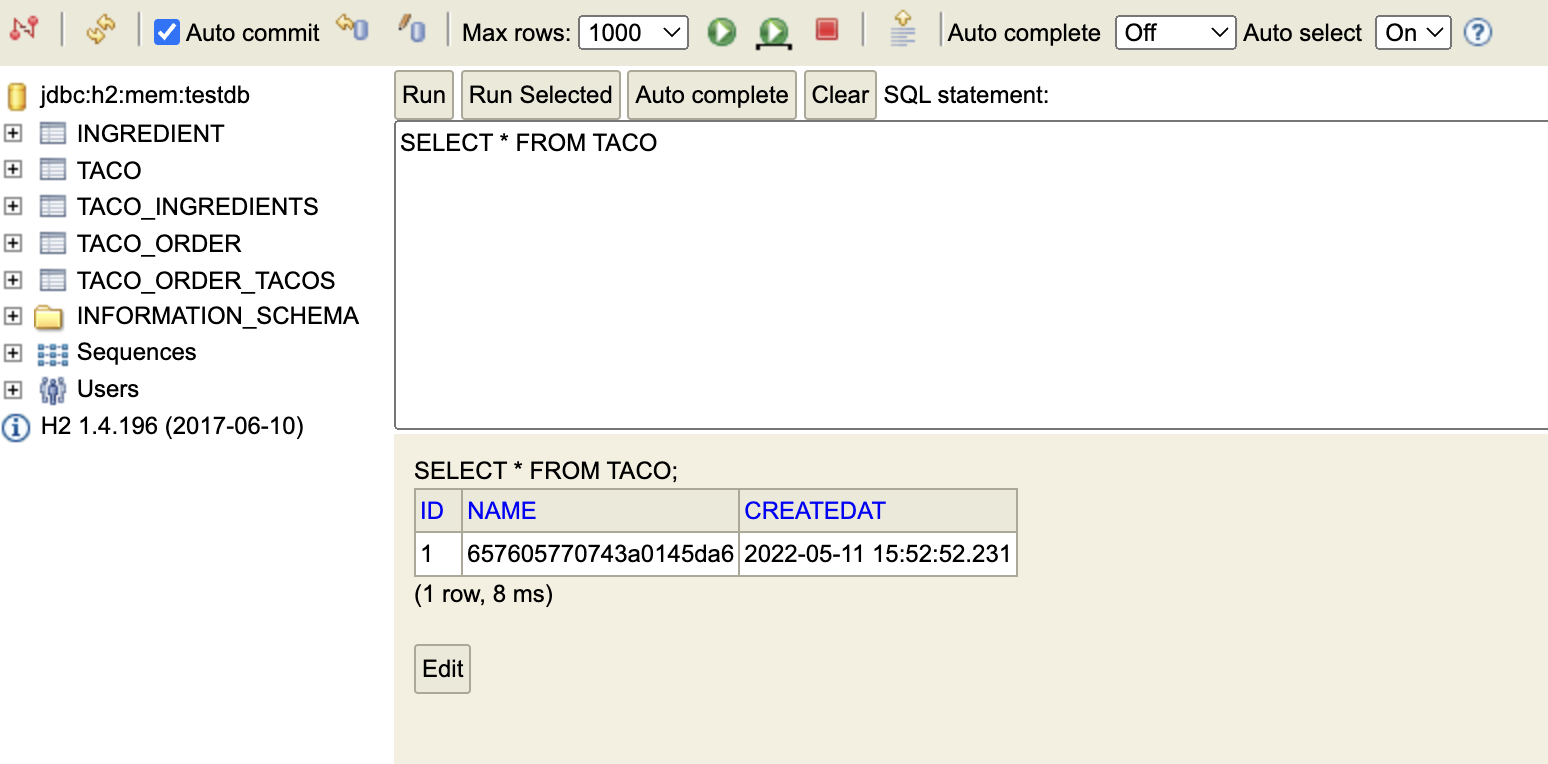 Auto commit Max rows: 1000 Auto complete Off Auto select On
jdbc:h2:mem:testdb
INGREDIENT
TACO
TACO_INGREDIENTS
TACO_ORDER
TACO_ORDER_TACOS
INFORMATION_SCHEMA
Sequences
Users
H2 1.4.196 (2017-06-10)
Run Run Selected Auto complete Clear SQL statement:
SELECT * FROM TACO
SELECT * FROM TACO;
ID NAME CREATEDAT
1 657605770743a0145da6 2022-05-11 15:52:52.231
(1 row, 8 ms)
Edit